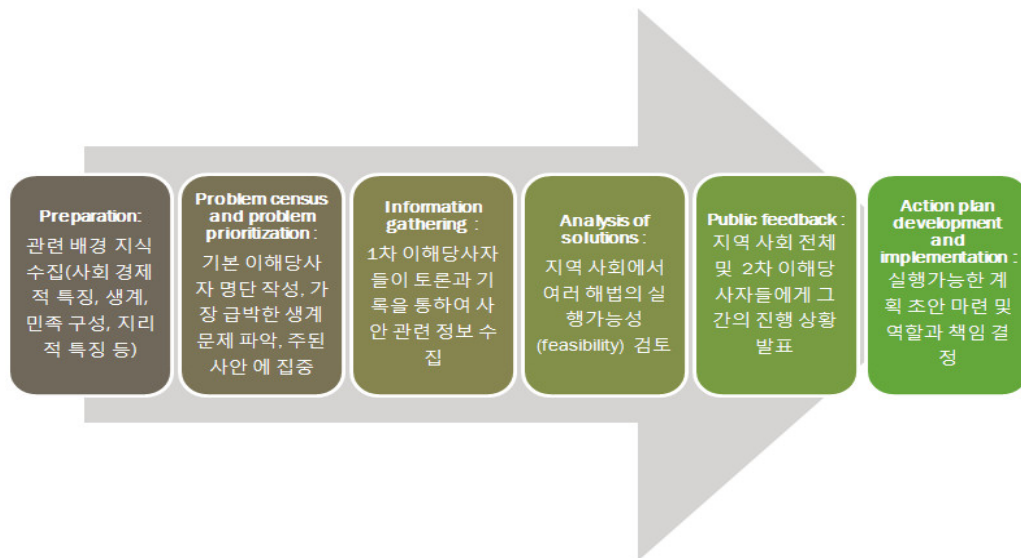 Preparation:
관련 배경 지식
수집(사회 경제
적 특징, 생계,
민족 구성, 지리
적 특징 등)
Problem census
and problem
prioritization :
기본 이해당사
자 명단 작성, 가
장 급박한 생계
문제 파악, 주된
사안 에 집중
Information
gathering :
1차 이해당사자
들이 토론과 기
록을 통하여 사
안 관련 정보 수
집
Analysis of
solutions :
지역 사회에서
여러 해법의 실
행가능성
(feasibility) 검토
Public feedback :
지역 사회 전체
및 2차 이해당
사자들에게 그
간의 진행 상황
발표
Action plan
development
and
implementation :
실행가능한 계
획 초안 마련 및
역할과 책임 결
정